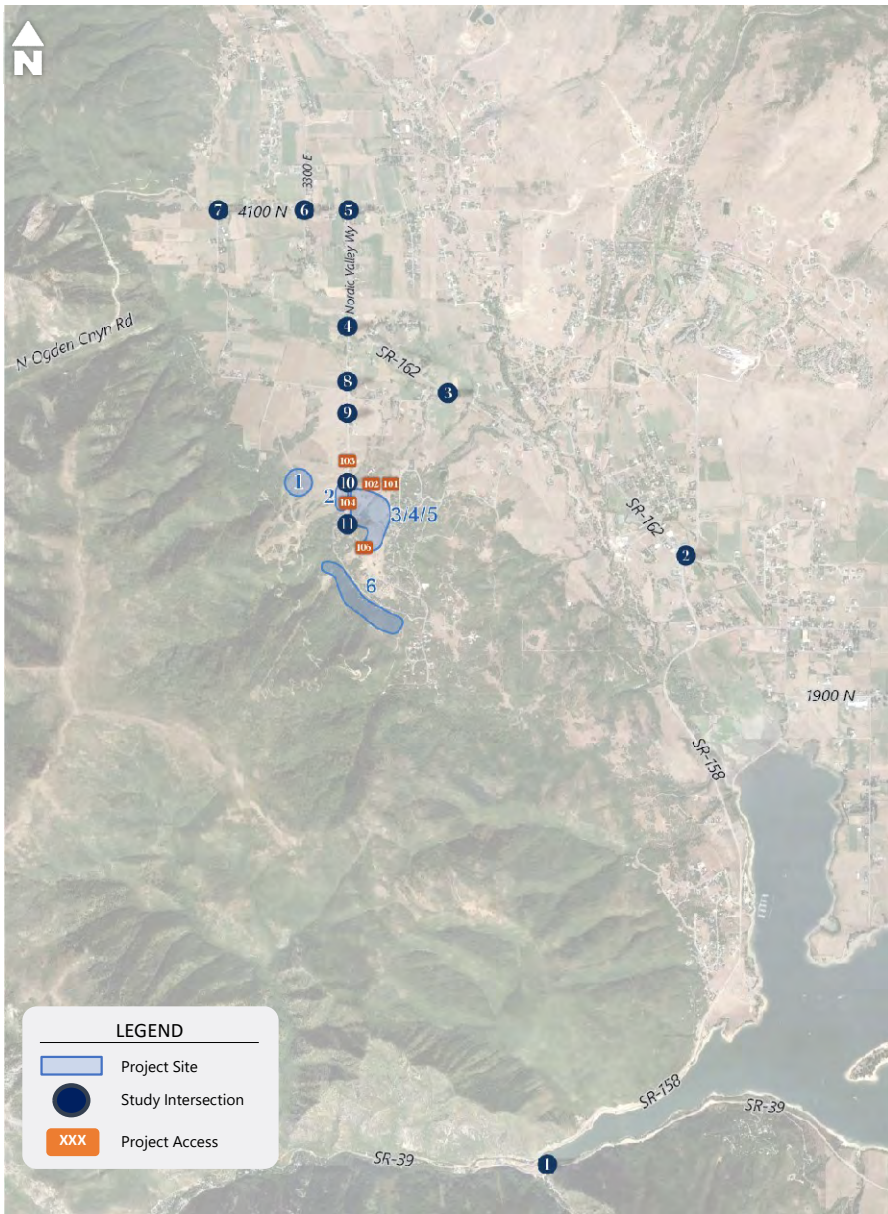 N
3300 E
7
4100 N
6
5
Nordic Valley Wy
4
N Ogden Cnyn Rd
SR-162
3
8
9
103
1
10
102
101
2
104
3/4/5
11
SR-162
2
6
1900 N
SR-158
LEGEND
Project Site
Study Intersection
XXX
Project Access
SR-158
SR-39
SR-39
1